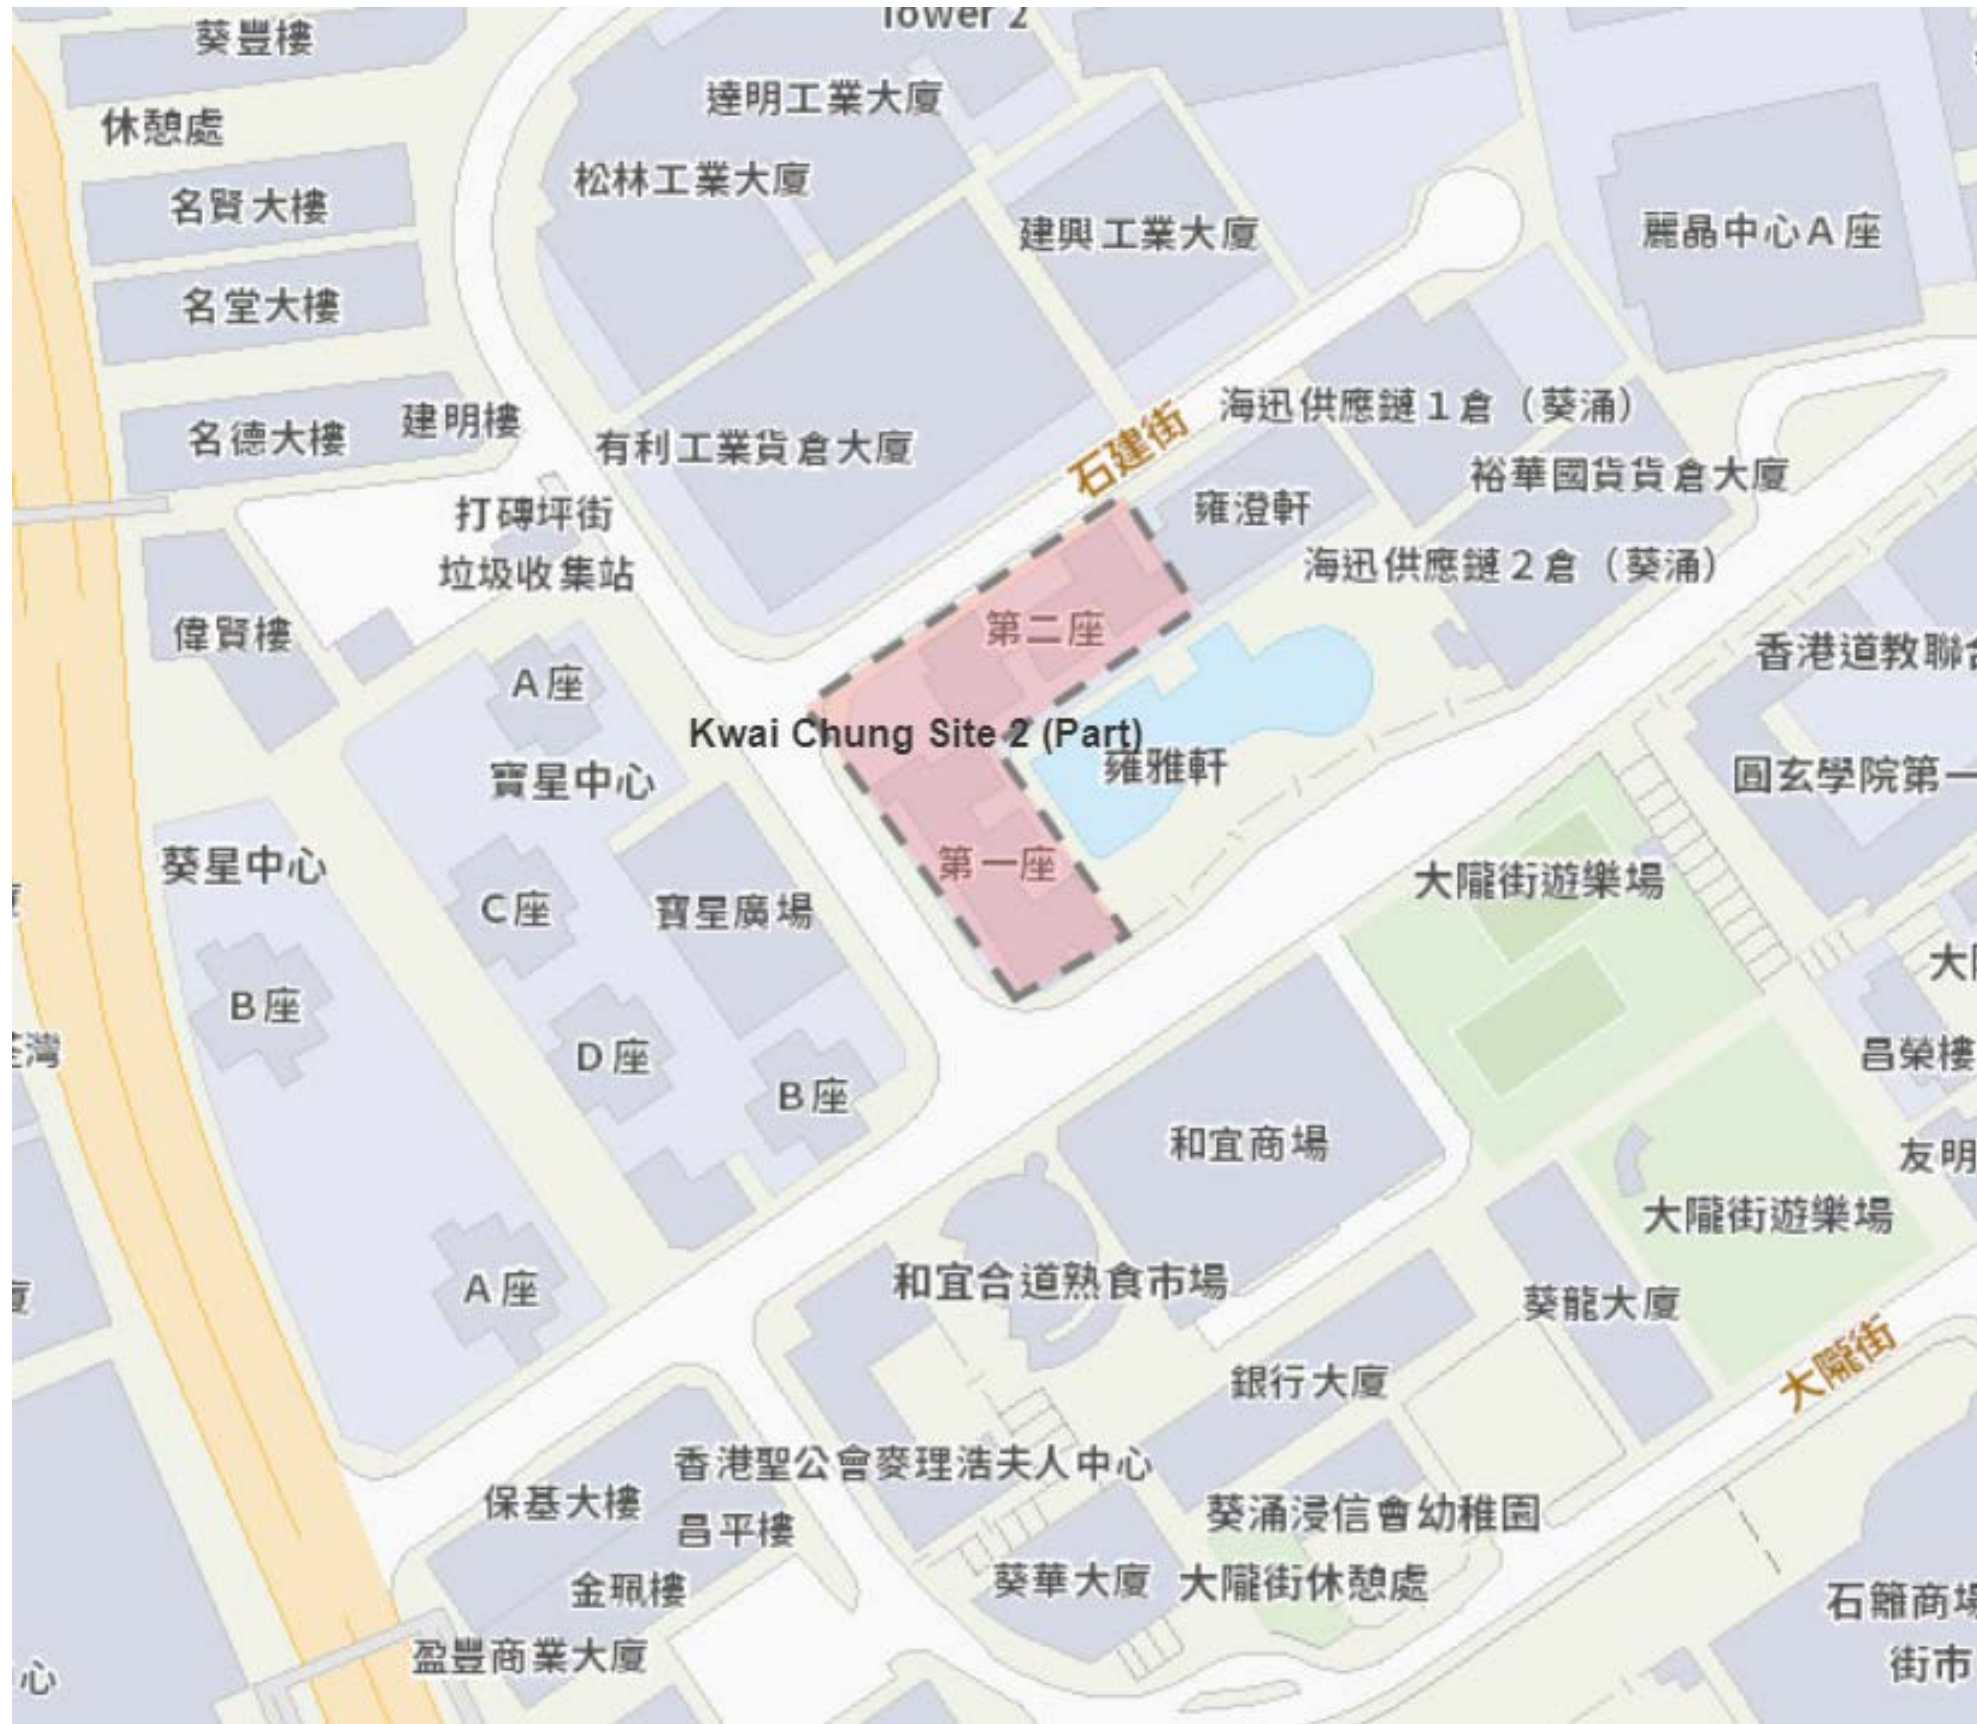 Tower 2
葵豐樓
達明工業大廈
休憩處
松林工業大廈
名賢大樓
建興工業大廈
麗晶中心A座
名堂大樓
海迅供應鏈1倉（葵涌）
建明樓
名德大樓
有利工業貨倉大廈
石建街
裕華國貨貨倉大廈
雍澄軒
打磚坪街
垃圾收集站
海迅供應鏈2倉（葵涌）
偉賢樓
第二座
香港道教聯合
A座
Kwai Chung Site 2 (Part)
雍雅軒
寶星中心
圓玄學院第一
葵星中心
第一座
大隴街遊樂場
C座
寶星廣場
B座
荃灣
D座
昌榮樓
B座
和宜商場
友明
大隴街遊樂場
和宜合道熟食市場
A座
葵龍大廈
銀行大廈
大隴街
香港聖公會麥理浩夫人中心
保基大樓
昌平樓
葵涌浸信會幼稚園
葵華大廈
大隴街休憩處
金珮樓
石籬商場
盈豐商業大廈
街市
心